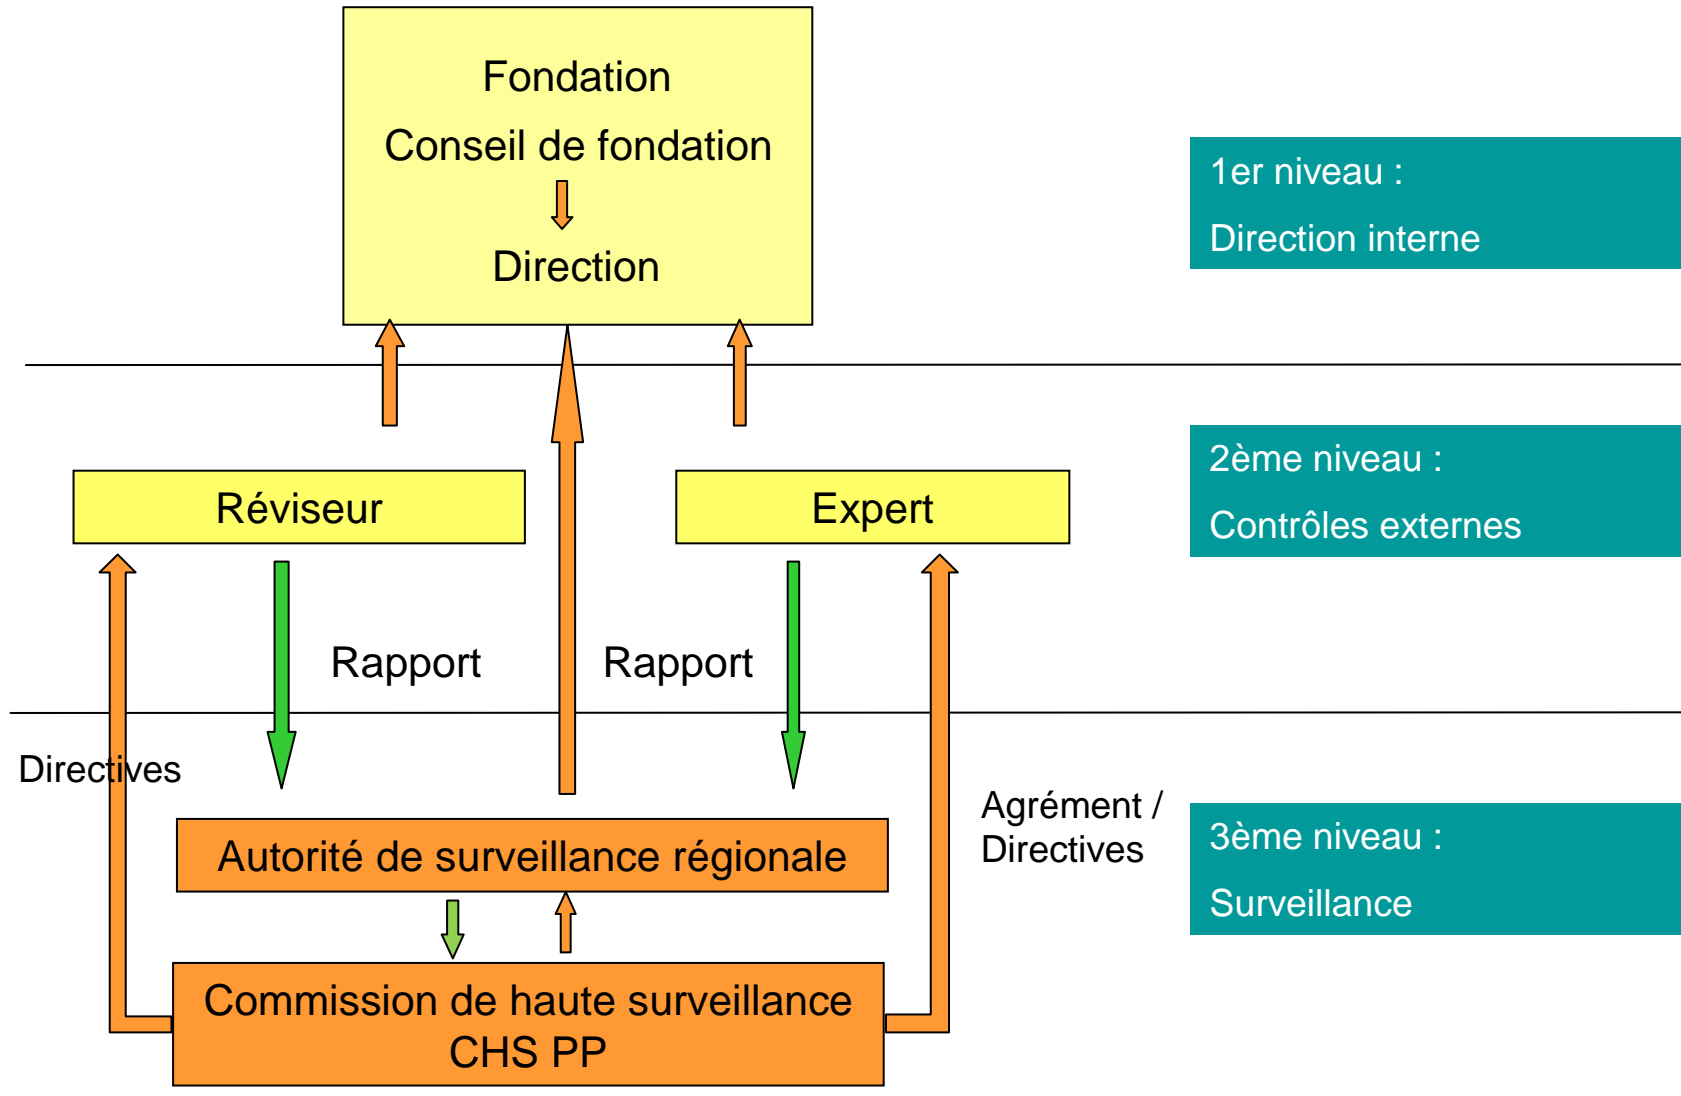 Fondation
Conseil de fondation
Direction
1er niveau :
Direction interne
Réviseur
Expert
2ème niveau :
Contrôles externes
Rapport
Rapport
Directives
Agrément /
Directives
Autorité de surveillance régionale
3ème niveau :
Surveillance
Commission de haute surveillance
CHS PP